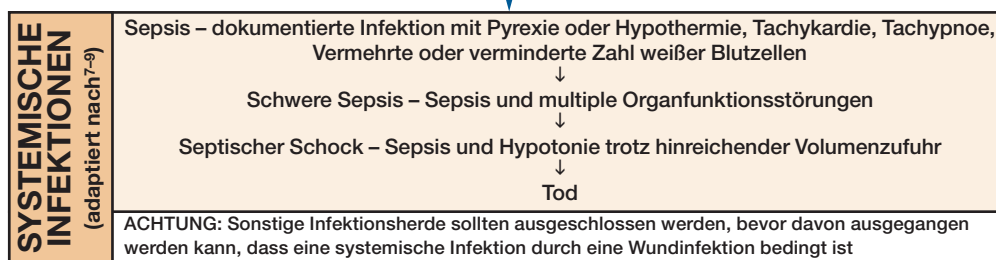 SYSTEMISCHE
INFEKTIONEN
(adaptiert nach7–9)
Sepsis – dokumentierte Infektion mit Pyrexie oder Hypothermie, Tachykardie, Tachypnoe,
Vermehrte oder verminderte Zahl weißer Blutzellen
↓
Schwere Sepsis – Sepsis und multiple Organfunktionsstörungen
↓
Septischer Schock – Sepsis und Hypotonie trotz hinreichender Volumenzufuhr
↓
Tod
ACHTUNG: Sonstige Infektionsherde sollten ausgeschlossen werden, bevor davon ausgegangen
werden kann, dass eine systemische Infektion durch eine Wundinfektion bedingt ist